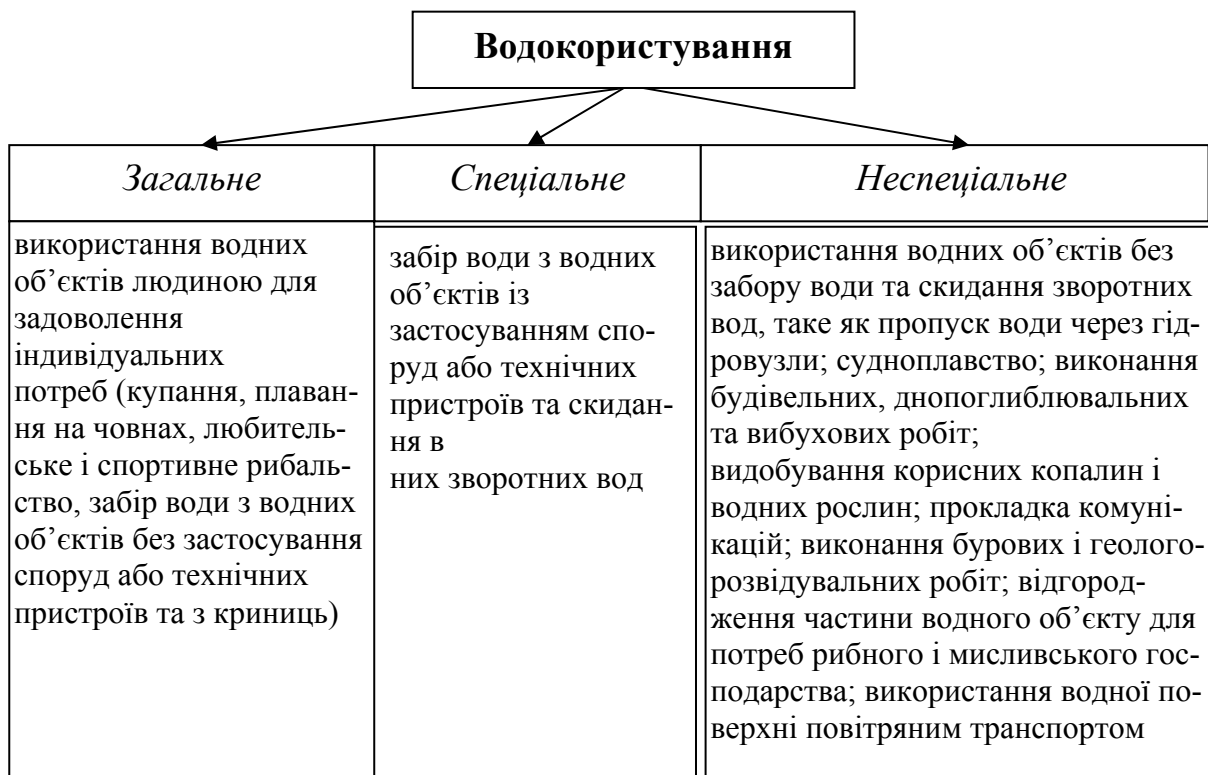 Водокористування
Загальне
Спеціальне
Неспеціальне
використання водних
об’єктів людиною для
задоволення
індивідуальних
потреб (купання, плаван-
ня на човнах, любитель-
ське і спортивне рибаль-
ство, забір води з водних
об’єктів без застосування
споруд або технічних
пристроїв та з криниць)
забір води з водних
об’єктів із
застосуванням спо-
руд або технічних
пристроїв та скидан-
ня в
них зворотних вод
використання водних об’єктів без
забору води та скидання зворотних
вод, таке як пропуск води через гід-
ровузли; судноплавство; виконання
будівельних, днопоглиблювальних
та вибухових робіт;
видобування корисних копалин і
водних рослин; прокладка комуні-
кацій; виконання бурових і геолого-
розвідувальних робіт; відгород-
ження частини водного об’єкту для
потреб рибного і мисливського гос-
подарства; використання водної по-
верхні повітряним транспортом